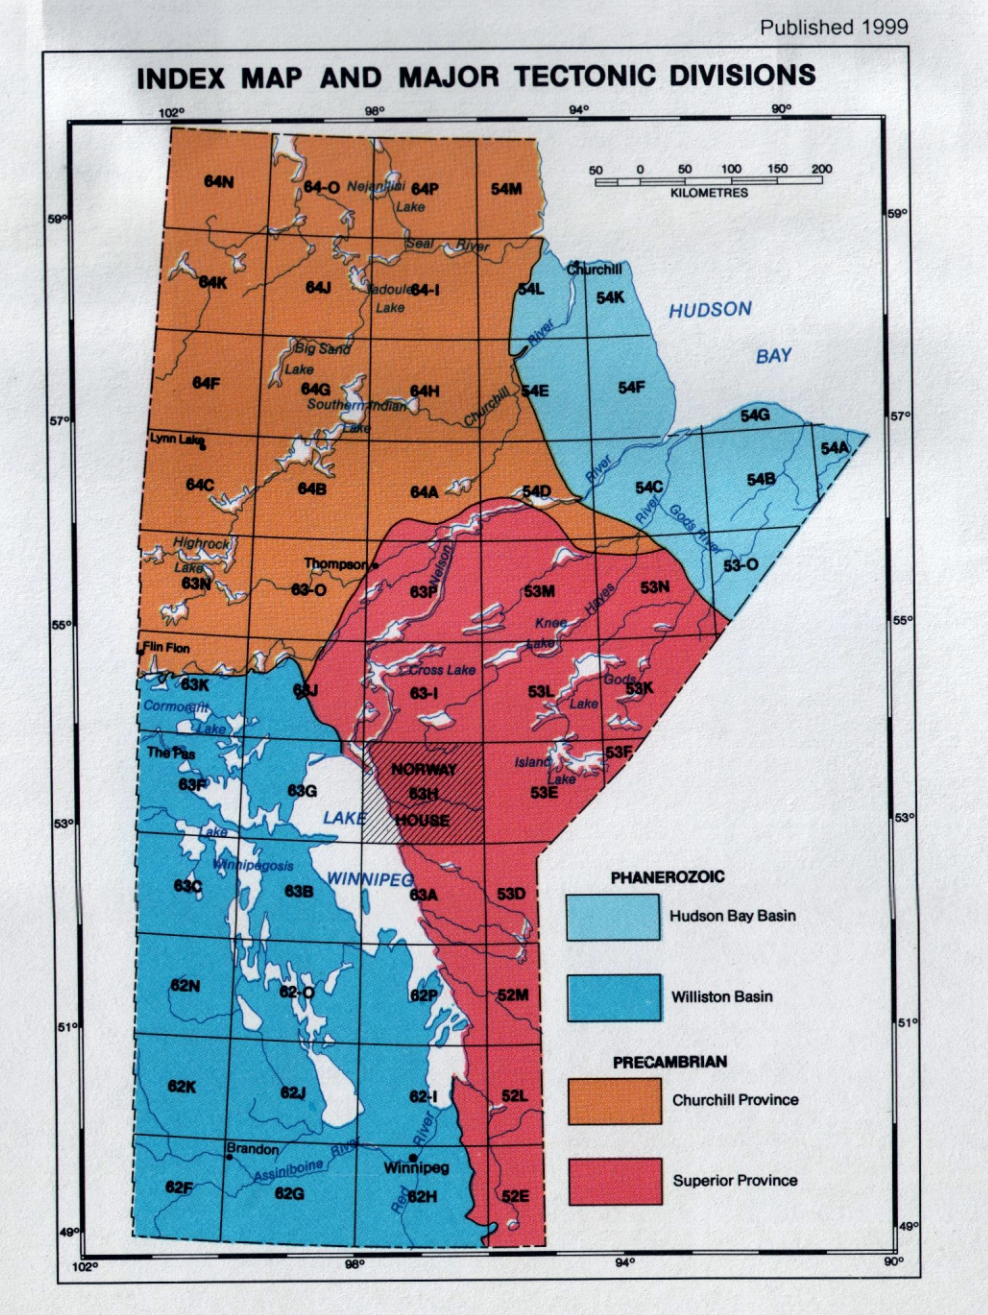 Published 1999
INDEX MAP AND MAJOR TECTONIC DIVISIONS
102° 98° 94° 90°
50 0 50 100 150 200
KILOMETRES
64N 64-O Nejanilini 64P 54M
Lake
59° 59°
Seal River
Churchill
64K 64J Tadoule 64-I 54L 54K
Lake
HUDSON
River
BAY
Big Sand
Lake
64F 64G 64H 54E 54F
Southern Indian
Lake
Churchill
57° 54G 57°
Lynn Lake
54A
64C 64B 64A 54D River 54C 54B
River
Gods River
Highrock
Lake
Thompson
Nelson
53-O
63N 63-O 63P 53M 53N
Hayes
55° Knee 55°
Lake
Flin Flon
Cross Lake
63K 63J 63-I 53L Gods 53K
Lake
Cormorant
Lake
The Pas
NORWAY
Island 53F
Lake
63F 63G 63H 53E
53° LAKE HOUSE 53°
Lake
Winnipegosis
WINNIPEG
63C 63B 63A 53D
PHANEROZOIC
Hudson Bay Basin
62N 62-O 62P 52M
Williston Basin
51° 51°
PRECAMBRIAN
62K 62J 62-I 52L
Churchill Province
Brandon
Assiniboine River
River
Winnipeg
Red
62F 62G 62H 52E
Superior Province
49° 49°
102° 98° 94° 90°